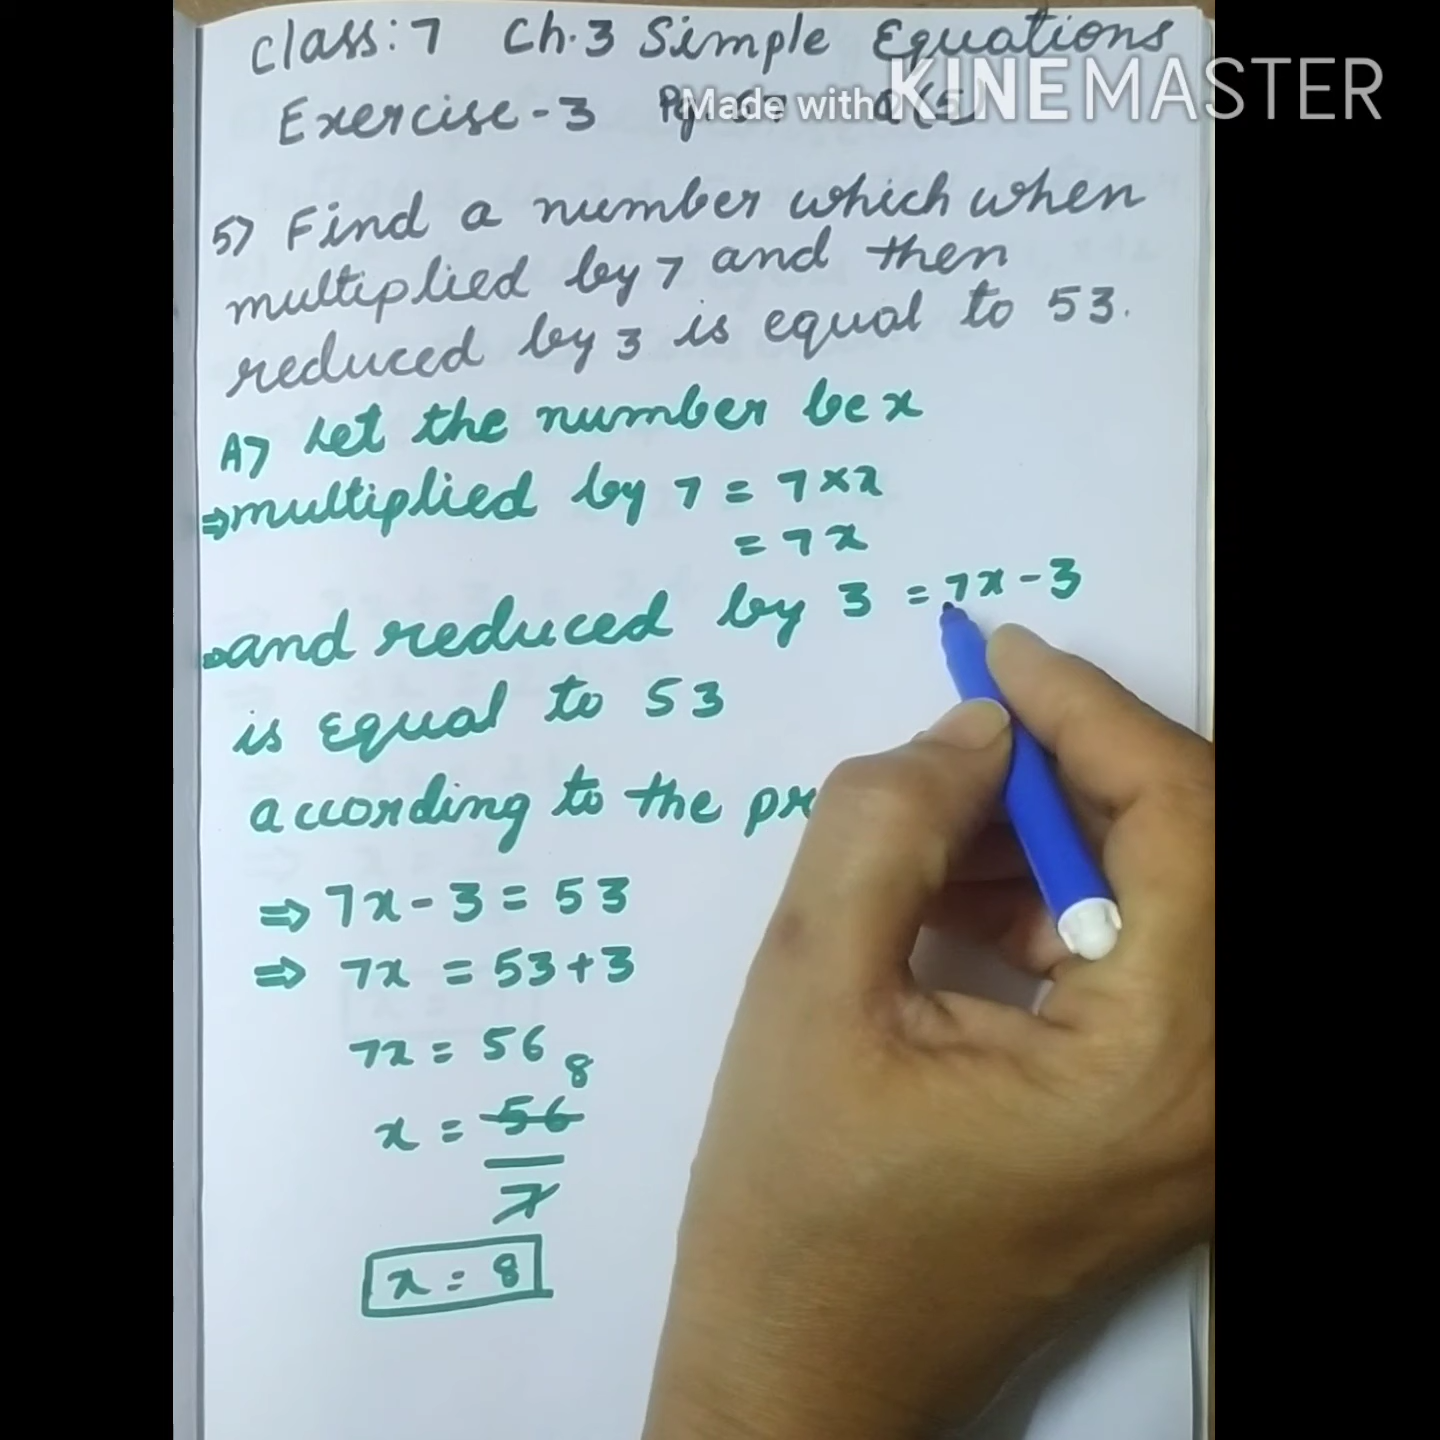 Class: 7 Ch.3 Simple Equations
Made with KINEMASTER
Exercise-3
5> Find a number which when
multiplied by 7 and then
reduced by 3 is equal to 53.
A> Let the number be x
⇒multiplied by 7 = 7×x
= 7x
⇒and reduced by 3 = 7x-3
is equal to 53
acording to the
⇒ 7x-3 = 53
⇒ 7x = 53+3
7x = 56
8
x = 56
7
x = 8